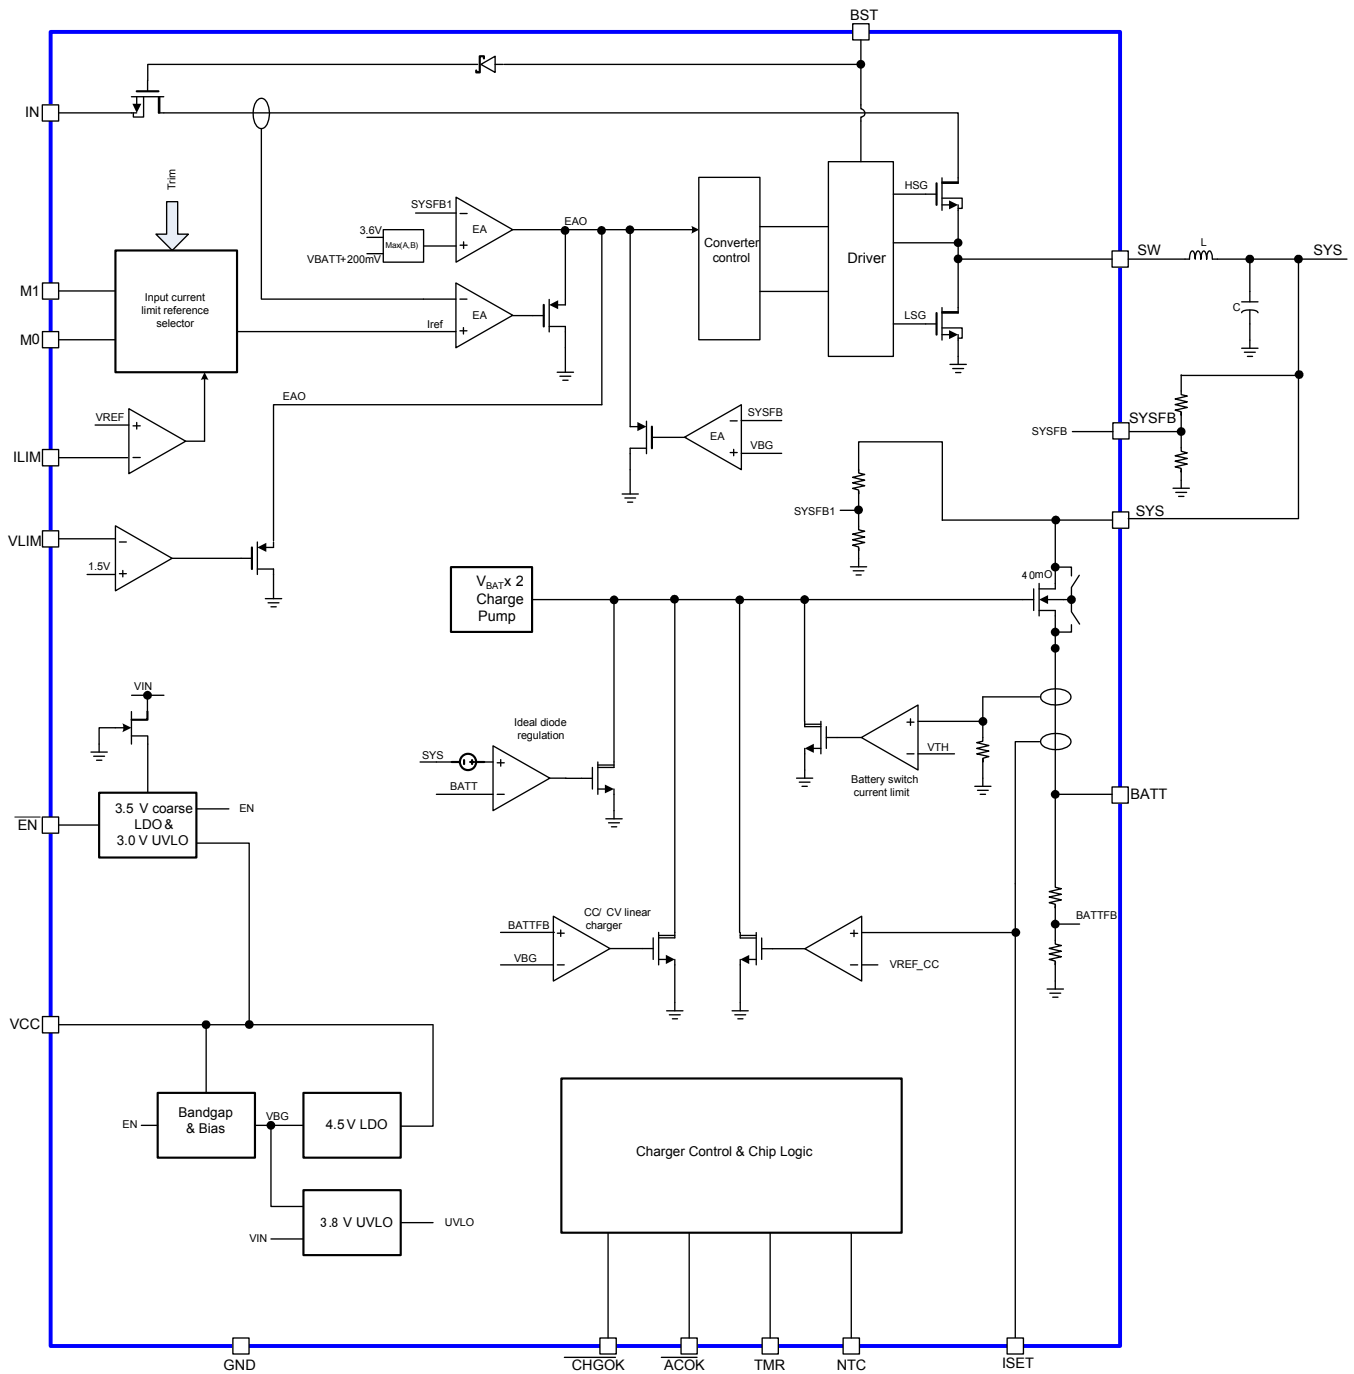 BST
IN
Trim
HSG
SYSFB1
3.6V
Max(A,B)
VBATT+200mV
EA
EAO
Converter
control
Driver
SW
L
SYS
M1
M0
Input current
limit reference
selector
Iref
EA
LSG
C
EAO
VREF
ILIM
SYSFB
EA
VBG
SYSFB
SYSFB
SYSFB1
SYS
VLIM
1.5V
40mO
VBATx 2
Charge
Pump
VIN
Ideal diode
regulation
SYS
BATT
VTH
Battery switch
current limit
BATT
EN
3.5 V coarse
LDO &
3.0 V UVLO
EN
CC/ CV linear
charger
BATTFB
VBG
VREF_CC
BATTFB
VCC
EN
Bandgap
& Bias
VBG
4.5 V LDO
Charger Control & Chip Logic
3.8 V UVLO
UVLO
VIN
GND
CHGOK
ACOK
TMR
NTC
ISET